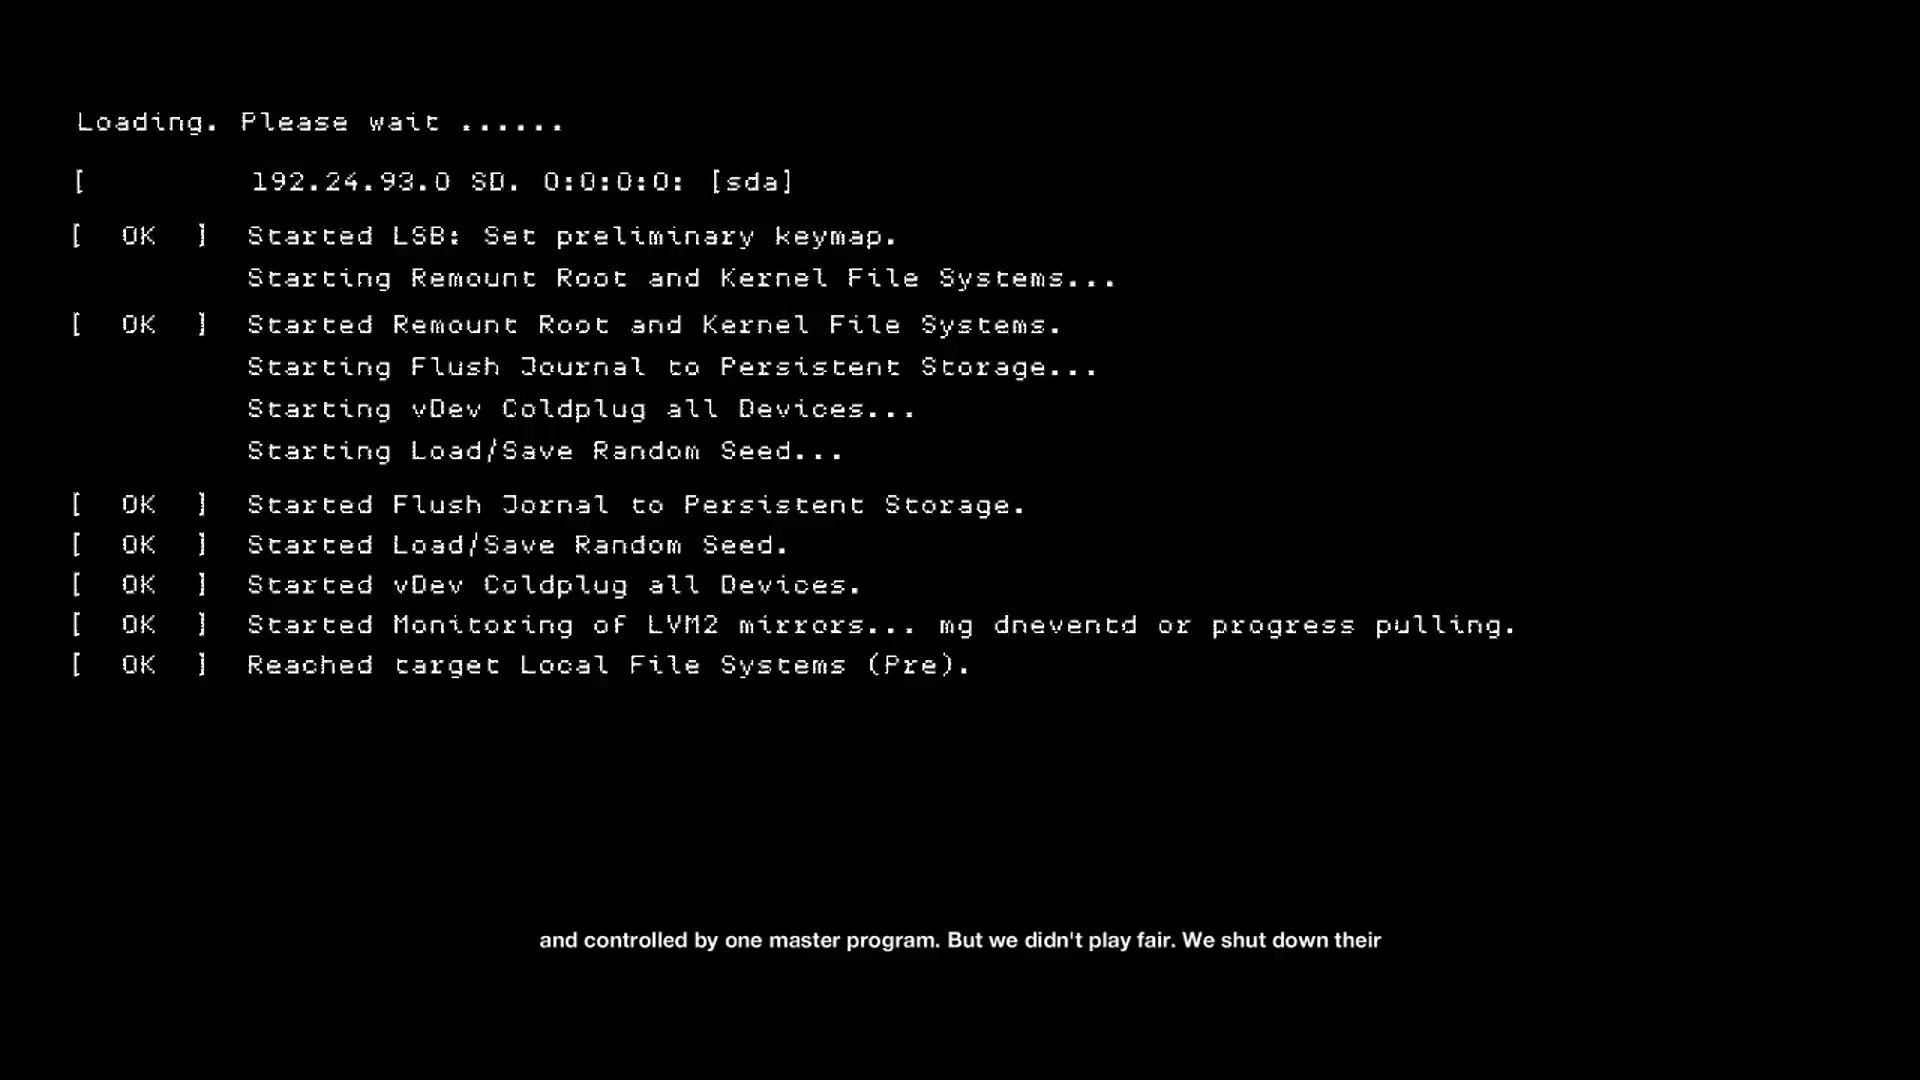 Loading. Please wait ......
[ 192.24.93.0 SD. 0:0:0:0: [sda]
[ OK ] Started LSB: Set preliminary keymap.
Starting Remount Root and Kernel File Systems...
[ OK ] Started Remount Root and Kernel File Systems.
Starting Flush Journal to Persistent Storage...
Starting vDev Coldplug all Devices...
Starting Load/Save Random Seed...
[ OK ] Started Flush Jornal to Persistent Storage.
[ OK ] Started Load/Save Random Seed.
[ OK ] Started vDev Coldplug all Devices.
[ OK ] Started Monitoring of LVM2 mirrors... mg dneventd or progress pulling.
[ OK ] Reached target Local File Systems (Pre).
and controlled by one master program. But we didn't play fair. We shut down their